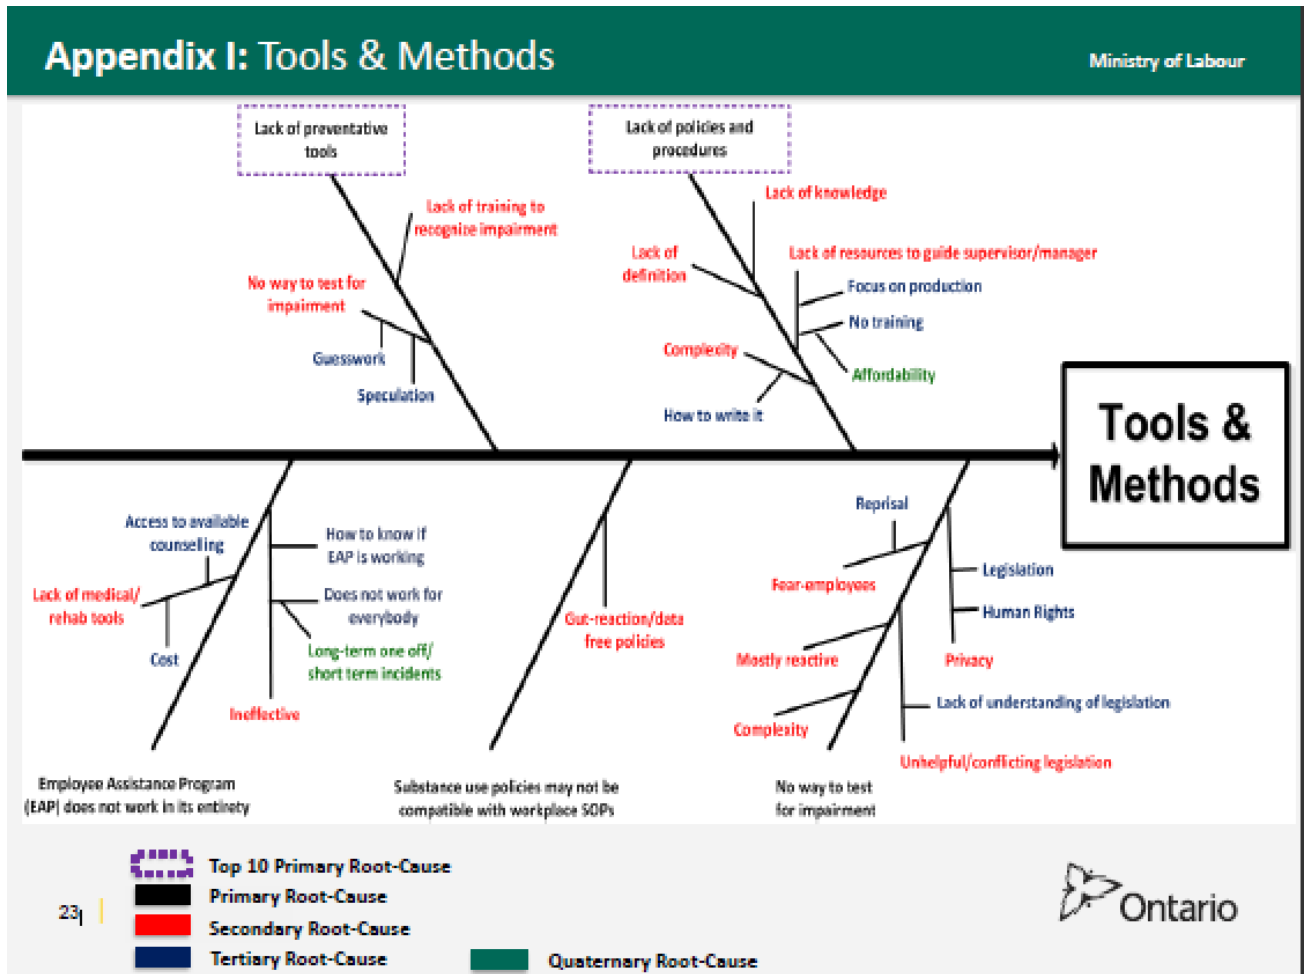 Appendix I: Tools & Methods
Ministry of Labour
Lack of preventative
tools
Lack of policies and
procedures
Lack of training to
recognize impairment
No way to test for
impairment
Guesswork
Speculation
Lack of knowledge
Lack of
definition
Lack of resources to guide supervisor/manager
Focus on production
No training
Affordability
Complexity
How to write it
Tools &
Methods
Access to available
counselling
Lack of medical/
rehab tools
Cost
How to know if
EAP is working
Does not work for
everybody
Long-term one off/
short term incidents
Ineffective
Gut-reaction/data
free policies
Reprisal
Fear-employees
Mostly reactive
Complexity
Legislation
Human Rights
Privacy
Lack of understanding of legislation
Unhelpful/conflicting legislation
Employee Assistance Program
(EAP) does not work in its entirety
Substance use policies may not be
compatible with workplace SOPs
No way to test
for impairment
Top 10 Primary Root-Cause
Primary Root-Cause
Secondary Root-Cause
Tertiary Root-Cause
Quaternary Root-Cause
23
Ontario